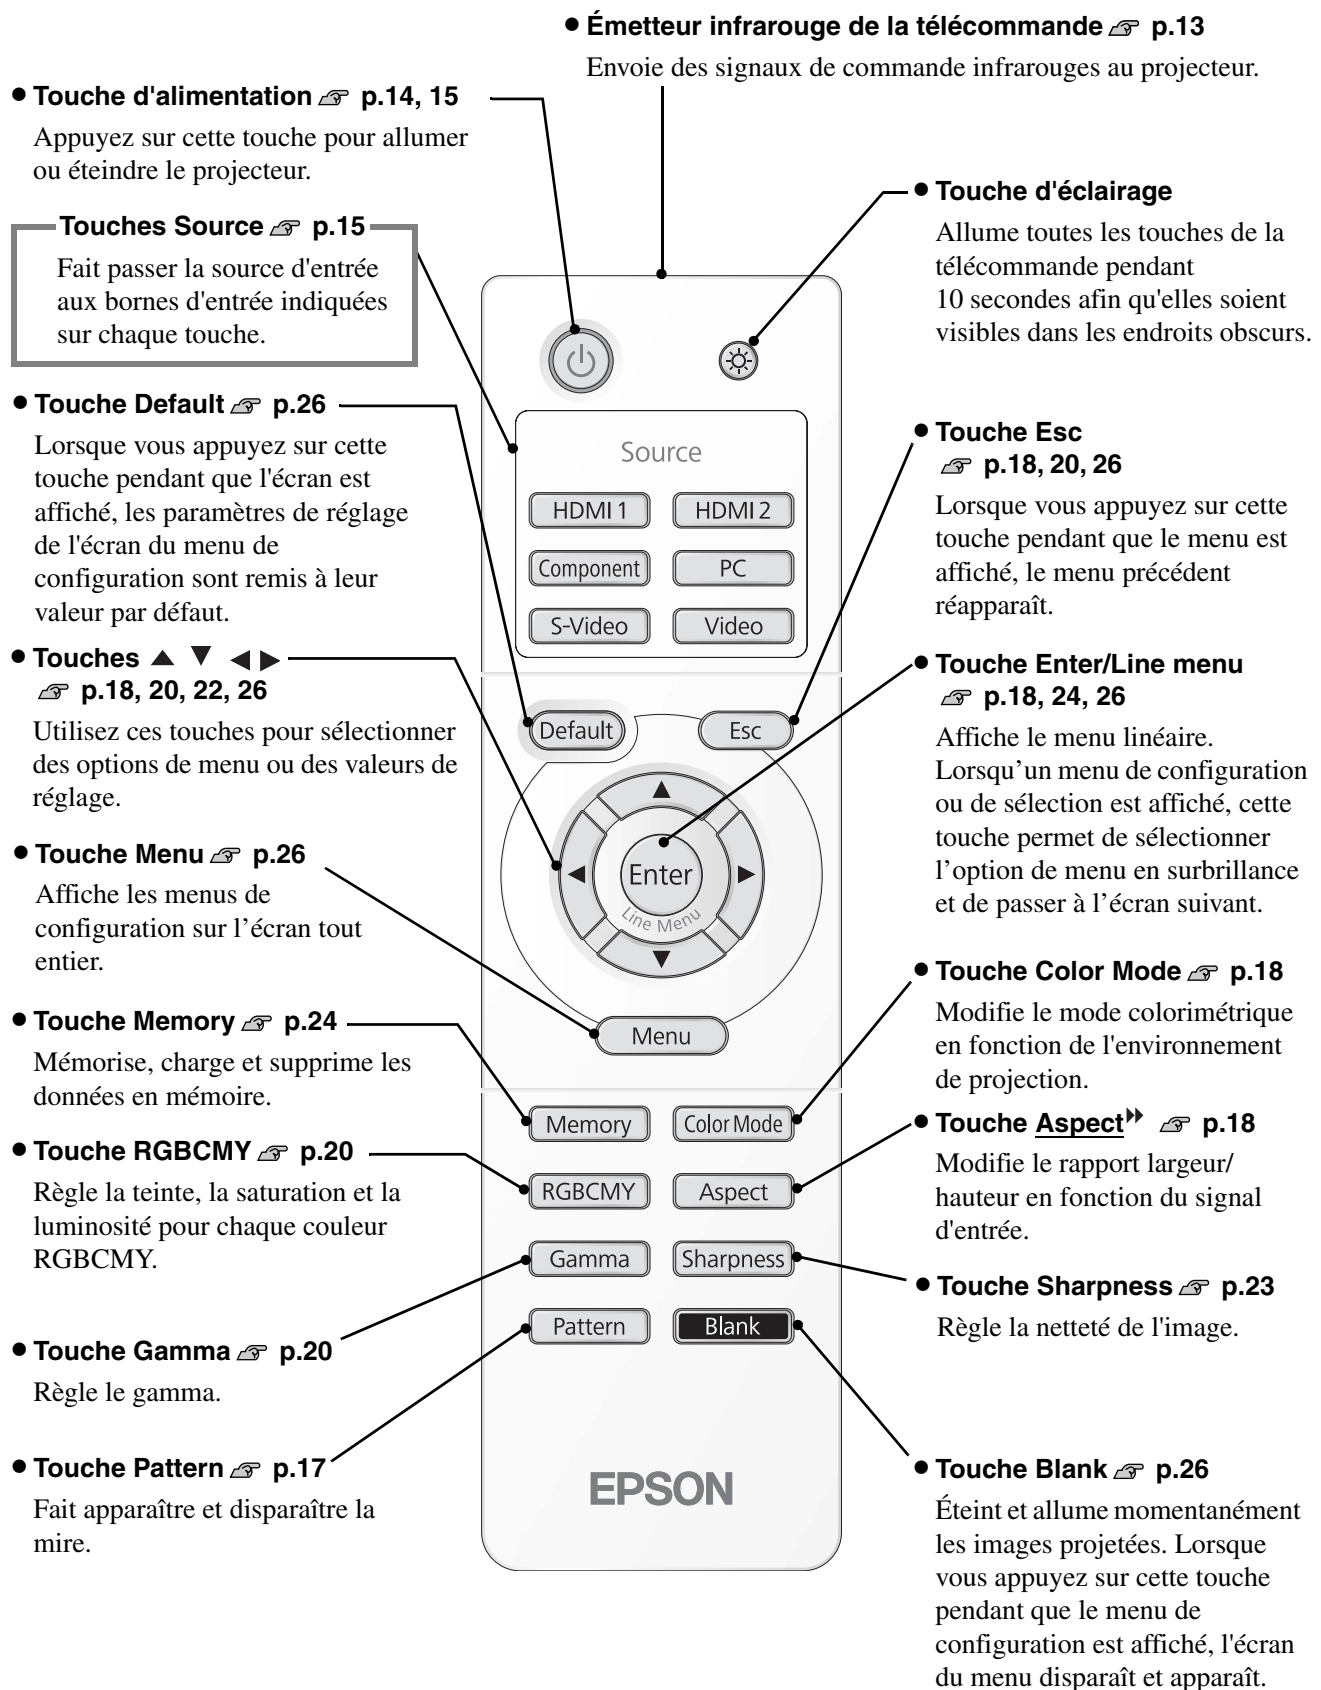 ● Émetteur infrarouge de la télécommande ☞ p.13
Envoie des signaux de commande infrarouges au projecteur.
● Touche d'alimentation ☞ p.14, 15
Appuyez sur cette touche pour allumer
ou éteindre le projecteur.
Touches Source ☞ p.15
Fait passer la source d'entrée
aux bornes d'entrée indiquées
sur chaque touche.
● Touche Default ☞ p.26
Lorsque vous appuyez sur cette
touche pendant que l'écran est
affiché, les paramètres de réglage
de l'écran du menu de
configuration sont remis à leur
valeur par défaut.
● Touches ▲ ▼ ◀ ▶
☞ p.18, 20, 22, 26
Utilisez ces touches pour sélectionner
des options de menu ou des valeurs de
réglage.
● Touche Menu ☞ p.26
Affiche les menus de
configuration sur l’écran tout
entier.
● Touche Memory ☞ p.24
Mémorise, charge et supprime les
données en mémoire.
● Touche RGBCMY ☞ p.20
Règle la teinte, la saturation et la
luminosité pour chaque couleur
RGBCMY.
● Touche Gamma ☞ p.20
Règle le gamma.
● Touche Pattern ☞ p.17
Fait apparaître et disparaître la
mire.
Source
HDMI 1 HDMI 2
Component PC
S-Video Video
Default Esc
▲
◀ Enter ▶
Line Menu
▼
Menu
Memory Color Mode
RGBCMY Aspect
Gamma Sharpness
Pattern Blank
EPSON
● Touche d'éclairage
Allume toutes les touches de la
télécommande pendant
10 secondes afin qu'elles soient
visibles dans les endroits obscurs.
● Touche Esc
☞ p.18, 20, 26
Lorsque vous appuyez sur cette
touche pendant que le menu est
affiché, le menu précédent
réapparaît.
● Touche Enter/Line menu
☞ p.18, 24, 26
Affiche le menu linéaire.
Lorsqu’un menu de configuration
ou de sélection est affiché, cette
touche permet de sélectionner
l’option de menu en surbrillance
et de passer à l’écran suivant.
● Touche Color Mode ☞ p.18
Modifie le mode colorimétrique
en fonction de l'environnement
de projection.
● Touche Aspect ☞ p.18
Modifie le rapport largeur/
hauteur en fonction du signal
d'entrée.
● Touche Sharpness ☞ p.23
Règle la netteté de l'image.
● Touche Blank ☞ p.26
Éteint et allume momentanément
les images projetées. Lorsque
vous appuyez sur cette touche
pendant que le menu de
configuration est affiché, l'écran
du menu disparaît et apparaît.